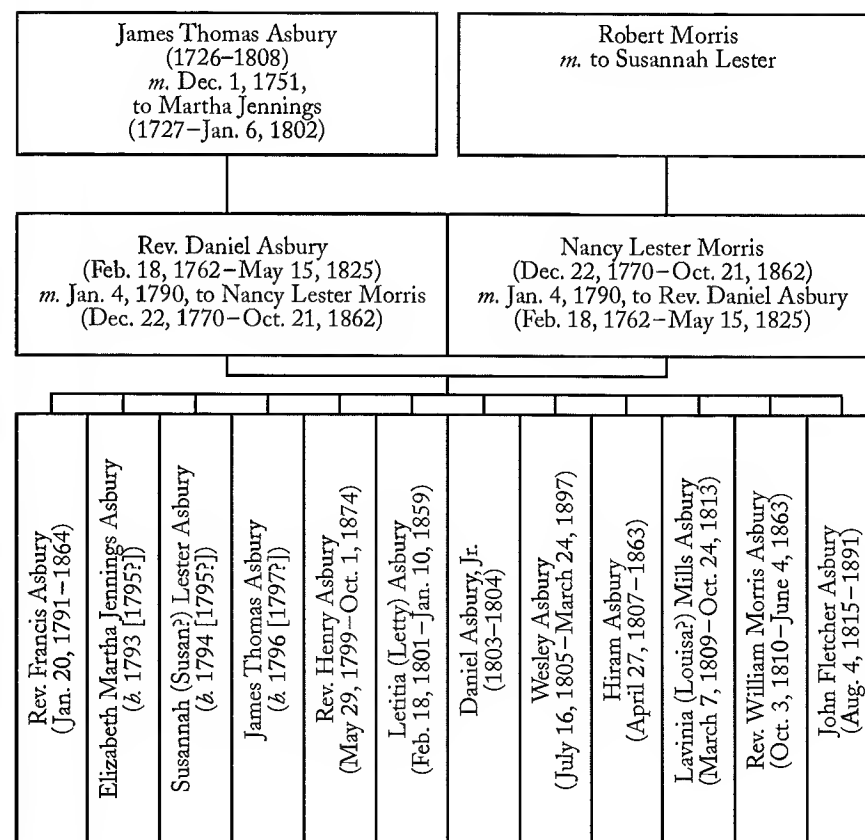 James Thomas Asbury
(1726–1808)
m. Dec. 1, 1751,
to Martha Jennings
(1727–Jan. 6, 1802)
Robert Morris
m. to Susannah Lester
Rev. Daniel Asbury
(Feb. 18, 1762–May 15, 1825)
m. Jan. 4, 1790, to Nancy Lester Morris
(Dec. 22, 1770–Oct. 21, 1862)
Nancy Lester Morris
(Dec. 22, 1770–Oct. 21, 1862)
m. Jan. 4, 1790, to Rev. Daniel Asbury
(Feb. 18, 1762–May 15, 1825)
Rev. Francis Asbury
(Jan. 20, 1791–1864)
Elizabeth Martha Jennings Asbury
(b. 1793 [1795?])
Susannah (Susan?) Lester Asbury
(b. 1794 [1795?])
James Thomas Asbury
(b. 1796 [1797?])
Rev. Henry Asbury
(May 29, 1799–Oct. 1, 1874)
Letitia (Letty) Asbury
(Feb. 18, 1801–Jan. 10, 1859)
Daniel Asbury, Jr.
(1803–1804)
Wesley Asbury
(July 16, 1805–March 24, 1897)
Hiram Asbury
(April 27, 1807–1863)
Lavinia (Louisa?) Mills Asbury
(March 7, 1809–Oct. 24, 1813)
Rev. William Morris Asbury
(Oct. 3, 1810–June 4, 1863)
John Fletcher Asbury
(Aug. 4, 1815–1891)